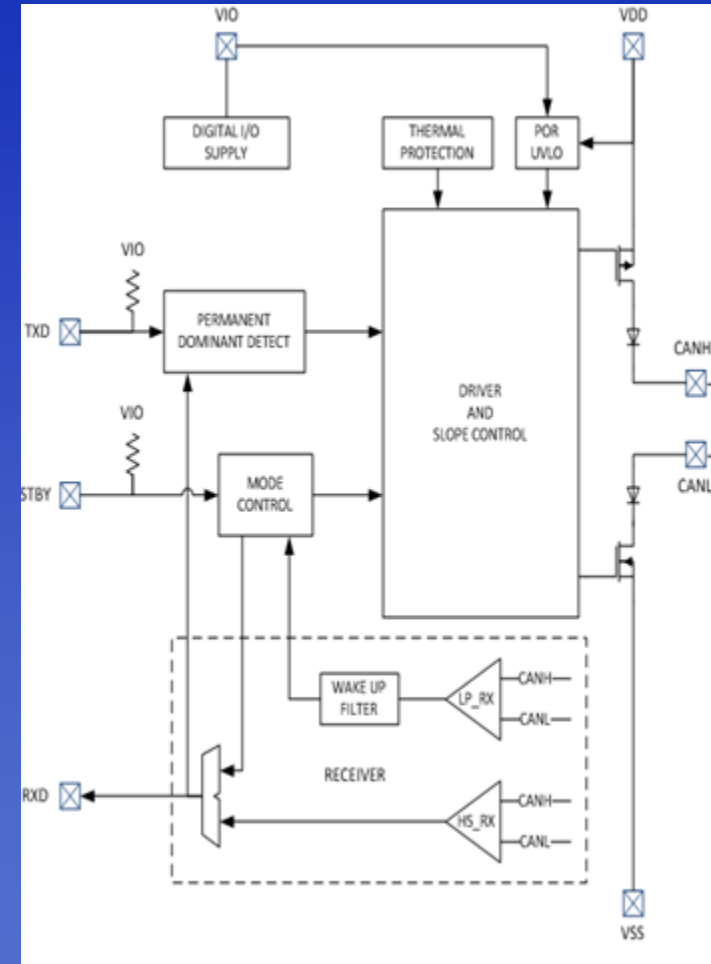 VIO
VDD
DIGITAL I/O
SUPPLY
THERMAL
PROTECTION
POR
UVLO
VIO
TXD
PERMANENT
DOMINANT DETECT
CANH
DRIVER
AND
SLOPE CONTROL
VIO
STBY
MODE
CONTROL
CANL
WAKE UP
FILTER
LP_RX
CANH
CANL
RECEIVER
RXD
HS_RX
CANH
CANL
VSS